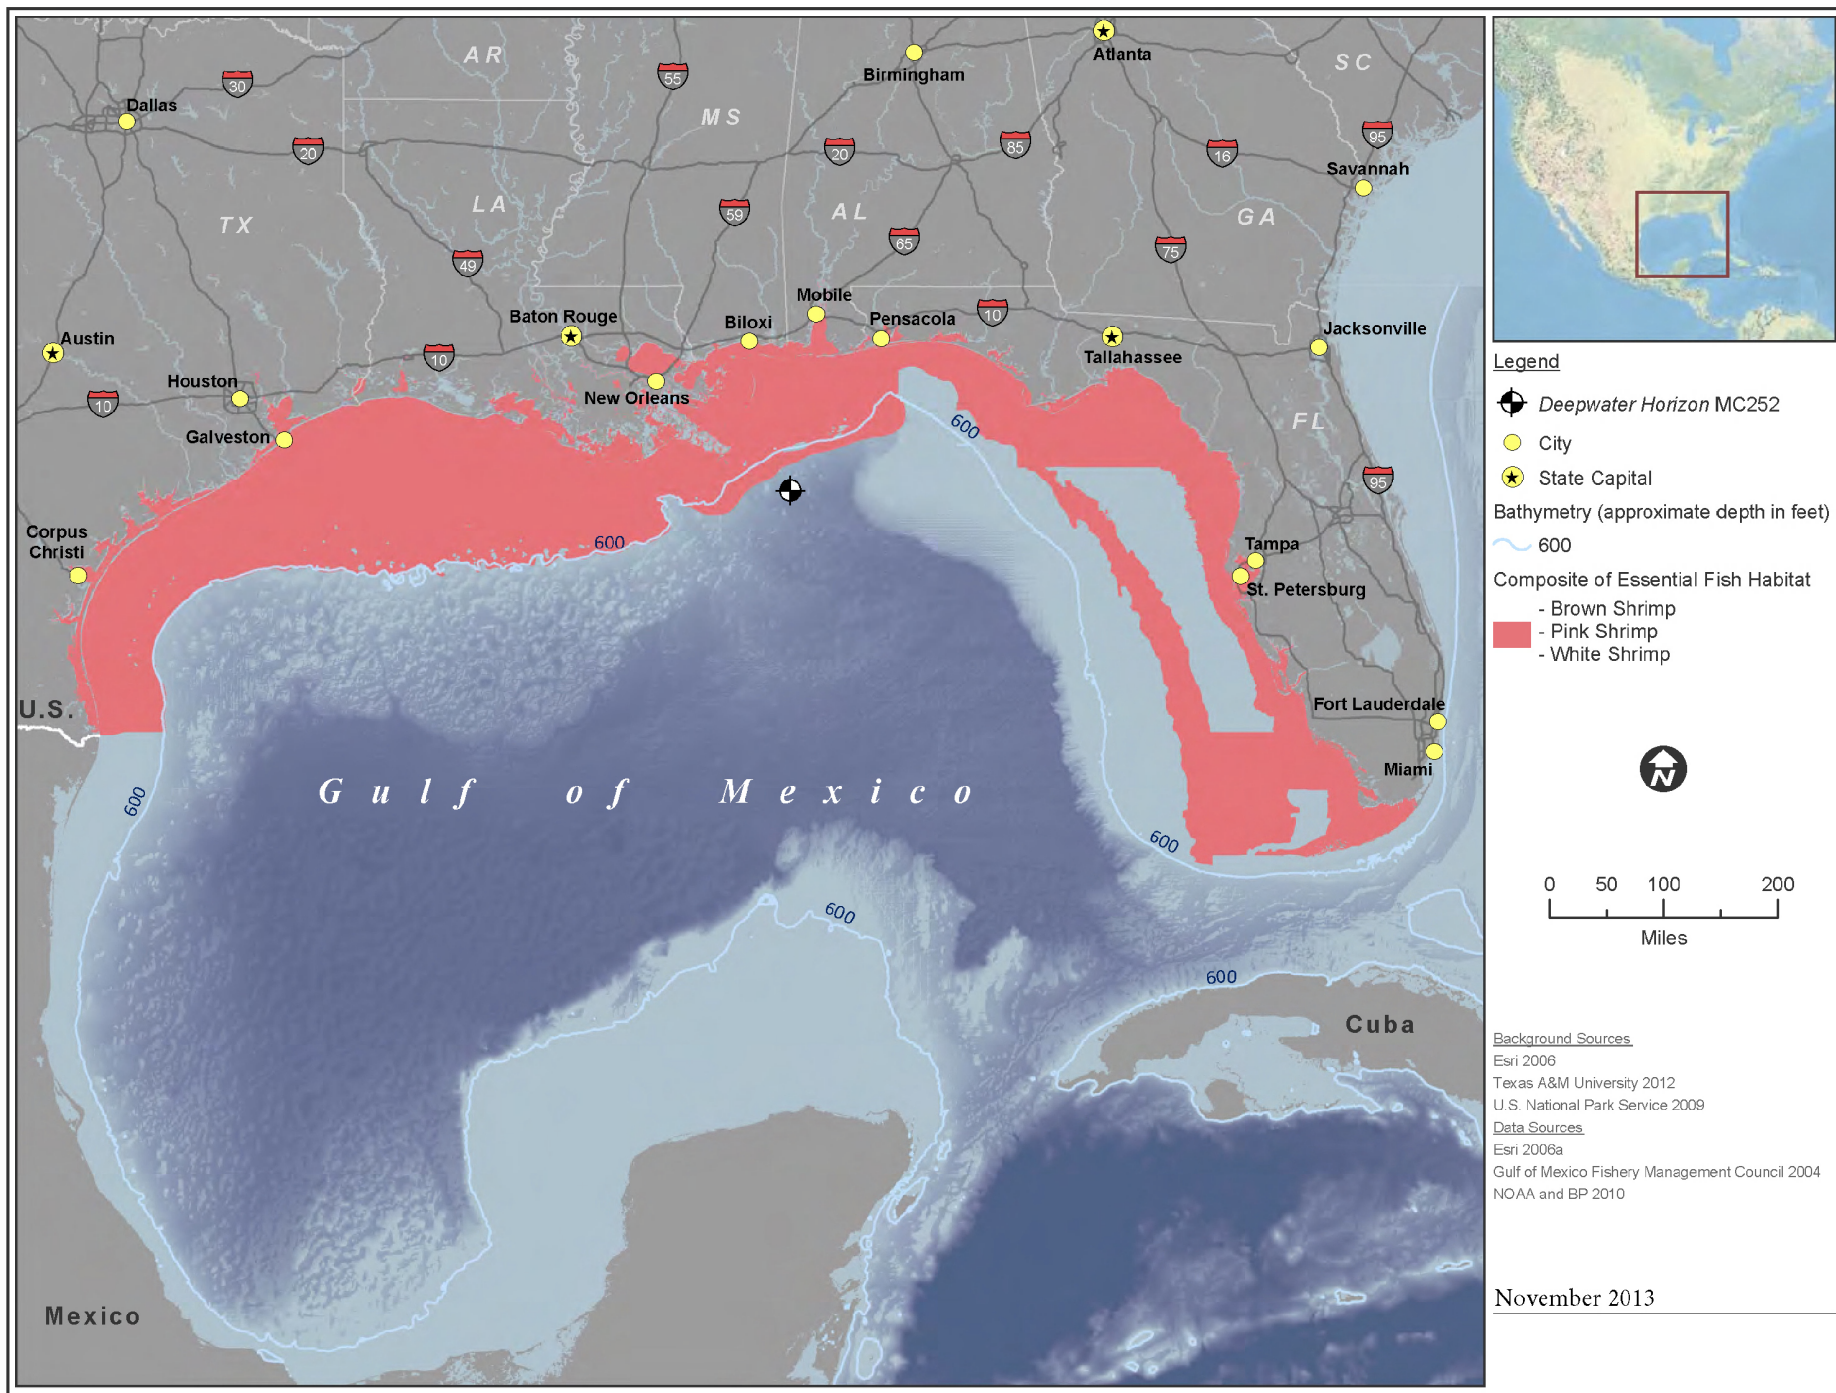 AR
55
Birmingham
Atlanta
SC
30
Dallas
MS
95
20
20
85
16
Savannah
TX
LA
59
AL
GA
65
75
49
Mobile
Baton Rouge
Biloxi
Pensacola
10
Austin
10
Tallahassee
Jacksonville
Houston
10
New Orleans
Galveston
600
FL
95
Corpus
Christi
600
Tampa
St. Petersburg
U.S.
Fort Lauderdale
Miami
Gulf of Mexico
600
600
600
600
Cuba
Mexico
Legend
Deepwater Horizon MC252
City
State Capital
Bathymetry (approximate depth in feet)
600
Composite of Essential Fish Habitat
- Brown Shrimp
- Pink Shrimp
- White Shrimp
N
0 50 100 200
Miles
Background Sources
Esri 2006
Texas A&M University 2012
U.S. National Park Service 2009
Data Sources
Esri 2006a
Gulf of Mexico Fishery Management Council 2004
NOAA and BP 2010
November 2013